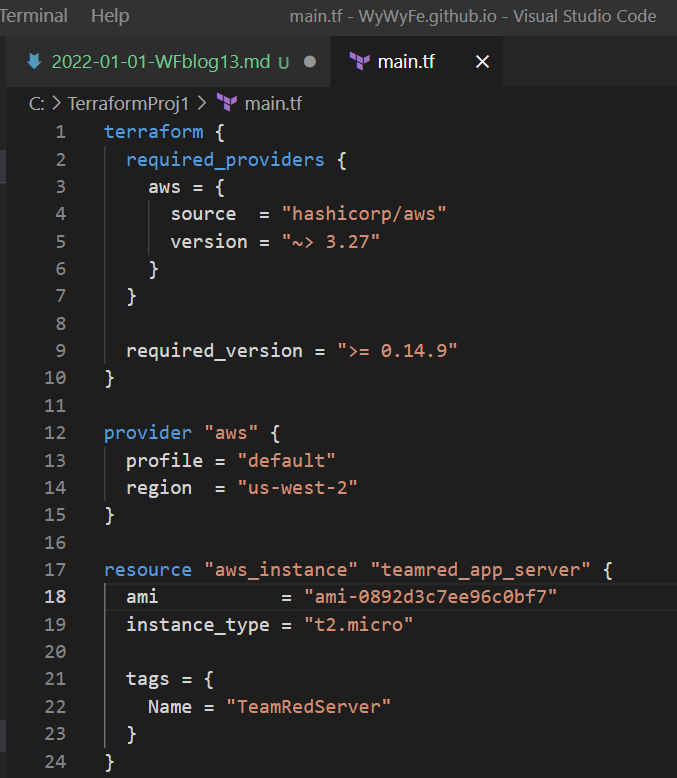 Terminal Help main.tf - WyWyFe.github.io - Visual Studio Code
2022-01-01-WFblog13.md U ● main.tf ×
C: > TerraformProj1 > main.tf
1 terraform {
2   required_providers {
3     aws = {
4       source  = "hashicorp/aws"
5       version = "~> 3.27"
6     }
7   }
8
9   required_version = ">= 0.14.9"
10 }
11
12 provider "aws" {
13   profile = "default"
14   region  = "us-west-2"
15 }
16
17 resource "aws_instance" "teamred_app_server" {
18   ami           = "ami-0892d3c7ee96c0bf7"
19   instance_type = "t2.micro"
20
21   tags = {
22     Name = "TeamRedServer"
23   }
24 }